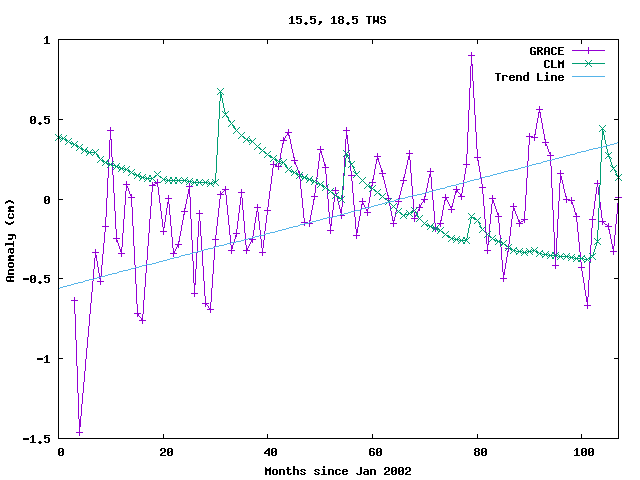 15.5, 18.5 TWS
GRACE
CLM
Trend Line
1
0.5
0
-0.5
-1
-1.5
Anomaly (cm)
0 20 40 60 80 100
Months since Jan 2002